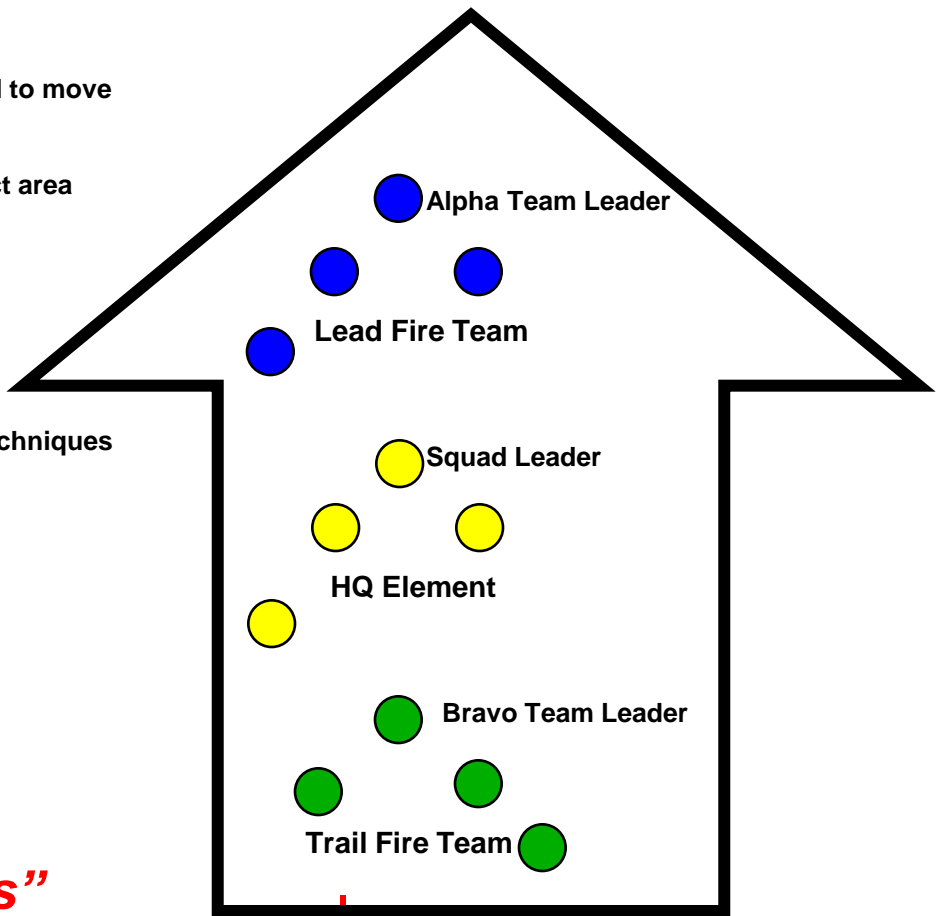 to move
ct area
Alpha Team Leader
Lead Fire Team
chniques
Squad Leader
HQ Element
Bravo Team Leader
Trail Fire Team
s”